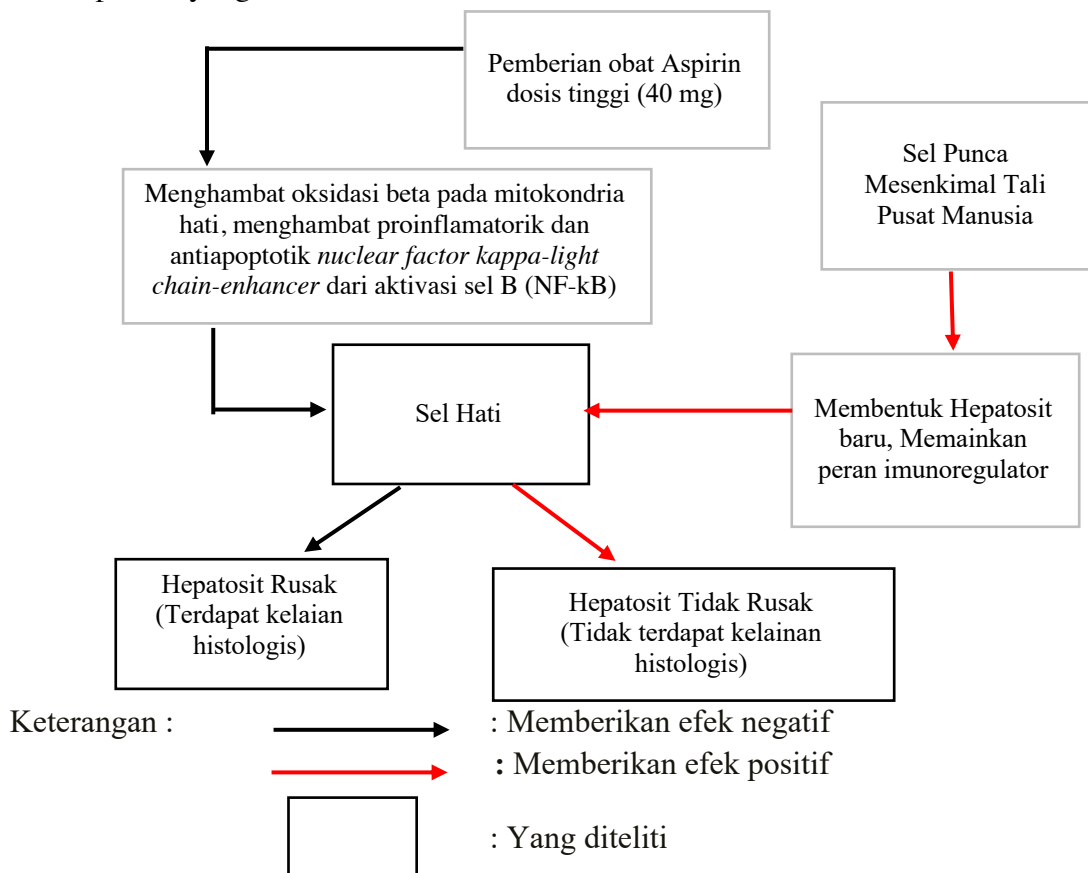 Pemberian obat Aspirin
dosis tinggi (40 mg)
Sel Punca
Mesenkimal Tali
Pusat Manusia
Menghambat oksidasi beta pada mitokondria
hati, menghambat proinflamatorik dan
antiapoptotik nuclear factor kappa-light
chain-enhancer dari aktivasi sel B (NF-kB)
Sel Hati
Membentuk Hepatosit
baru, Memainkan
peran imunoregulator
Hepatosit Rusak
(Terdapat kelaian
histologis)
Hepatosit Tidak Rusak
(Tidak terdapat kelainan
histologis)
Keterangan :
: Memberikan efek negatif
: Memberikan efek positif
: Yang diteliti